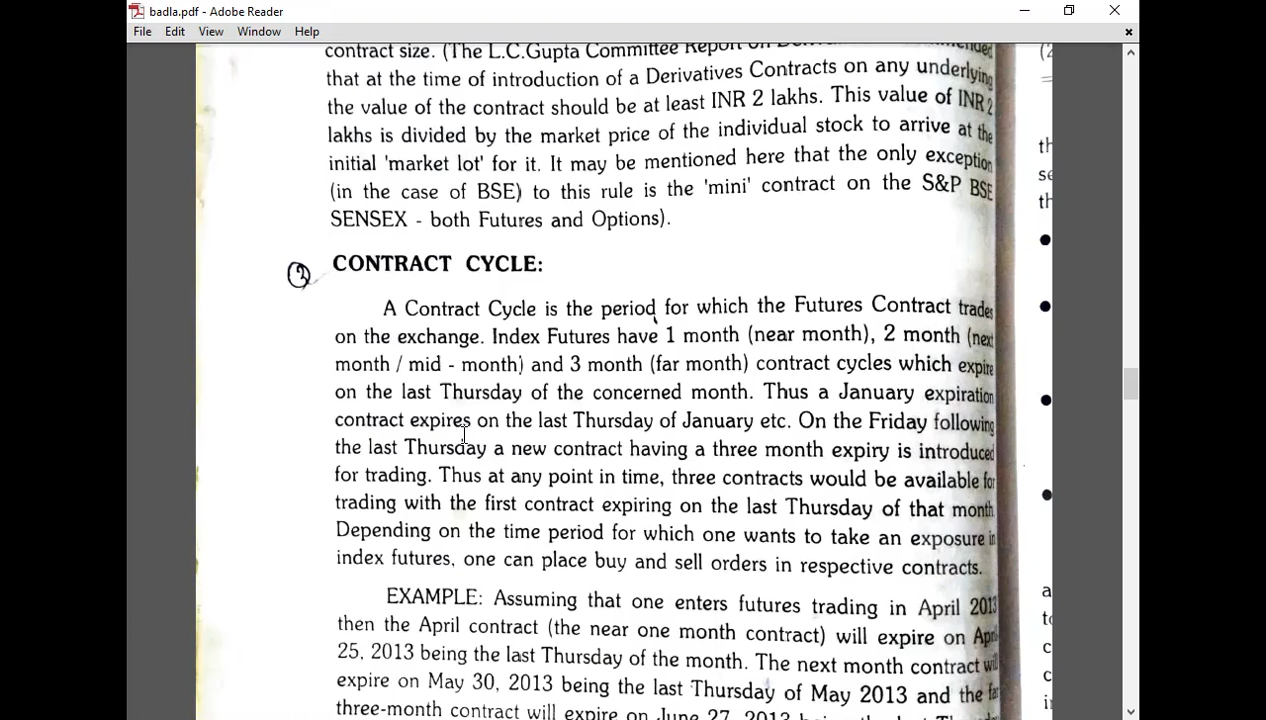 badla.pdf - Adobe Reader
File Edit View Window Help
contract size. (The L.C.Gupta Committee Report on
that at the time of introduction of a Derivatives Contracts on any underlying
the value of the contract should be at least INR 2 lakhs. This value of INR 2
lakhs is divided by the market price of the individual stock to arrive at the
initial 'market lot' for it. It may be mentioned here that the only exception
(in the case of BSE) to this rule is the 'mini' contract on the S&P BSE
SENSEX - both Futures and Options).
3 CONTRACT CYCLE:
A Contract Cycle is the period for which the Futures Contract trades
on the exchange. Index Futures have 1 month (near month), 2 month (next
month / mid - month) and 3 month (far month) contract cycles which expire
on the last Thursday of the concerned month. Thus a January expiration
contract expires on the last Thursday of January etc. On the Friday following
the last Thursday a new contract having a three month expiry is introduced
for trading. Thus at any point in time, three contracts would be available for
trading with the first contract expiring on the last Thursday of that month
Depending on the time period for which one wants to take an exposure in
index futures, one can place buy and sell orders in respective contracts.
EXAMPLE: Assuming that one enters futures trading in April 2013
then the April contract (the near one month contract) will expire on Apr
25, 2013 being the last Thursday of the month. The next month contract will
expire on May 30, 2013 being the last Thursday of May 2013 and the far
three-month contract will expire on June 27, 2013 being the last